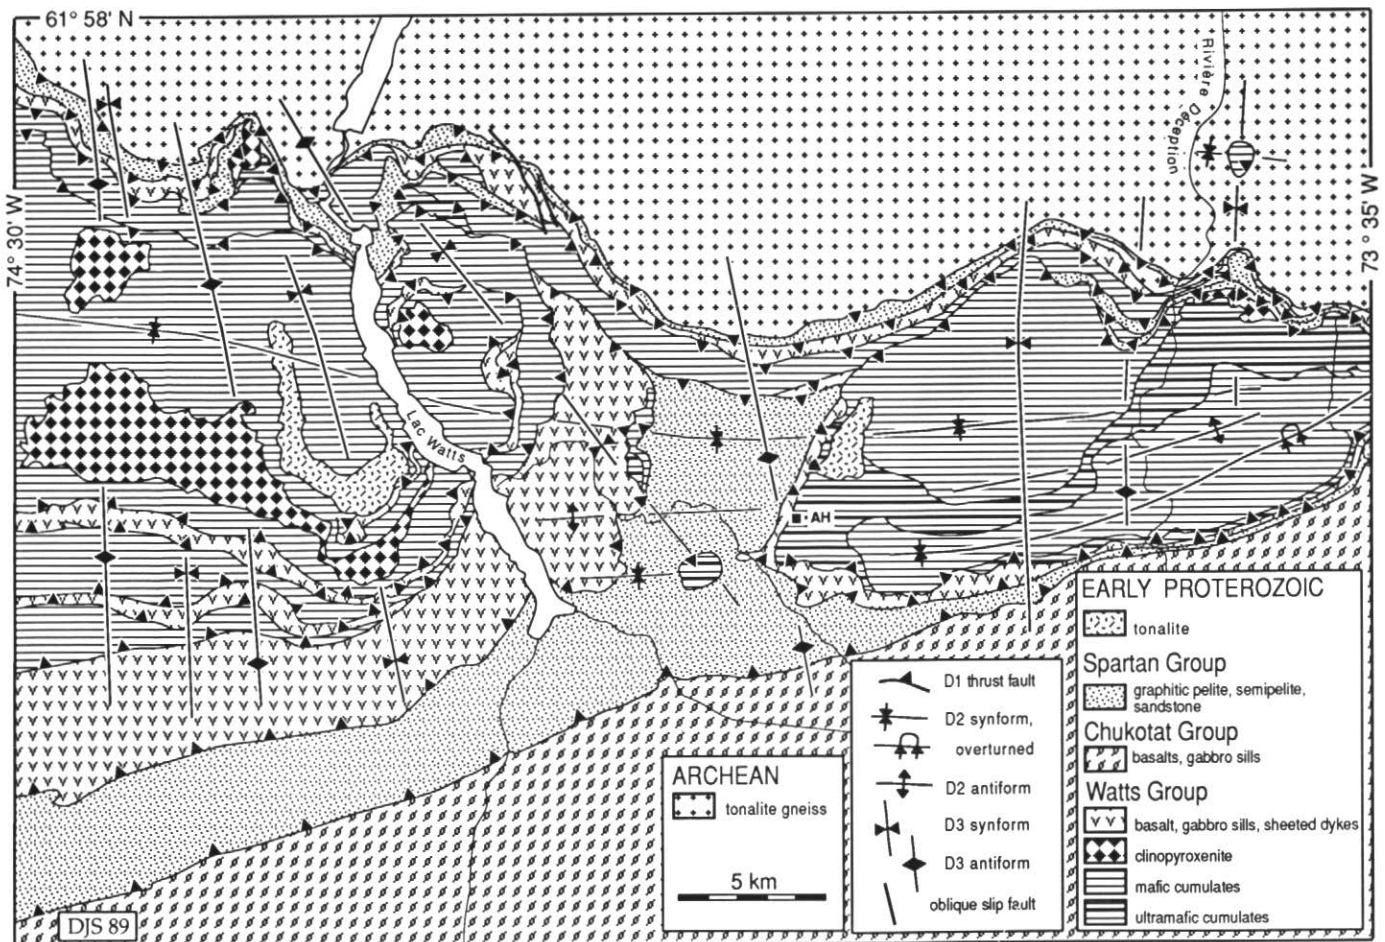 61° 58' N
74° 30' W
73° 35' W
Rivière Déception
Lac Watts
AH
EARLY PROTEROZOIC
tonalite
Spartan Group
graphitic pelite, semipelite,
sandstone
Chukotat Group
basalts, gabbro sills
Watts Group
basalt, gabbro sills, sheeted dykes
clinopyroxenite
mafic cumulates
ultramafic cumulates
D1 thrust fault
D2 synform,
overturned
D2 antiform
D3 synform
D3 antiform
oblique slip fault
ARCHEAN
tonalite gneiss
5 km
DJS 89